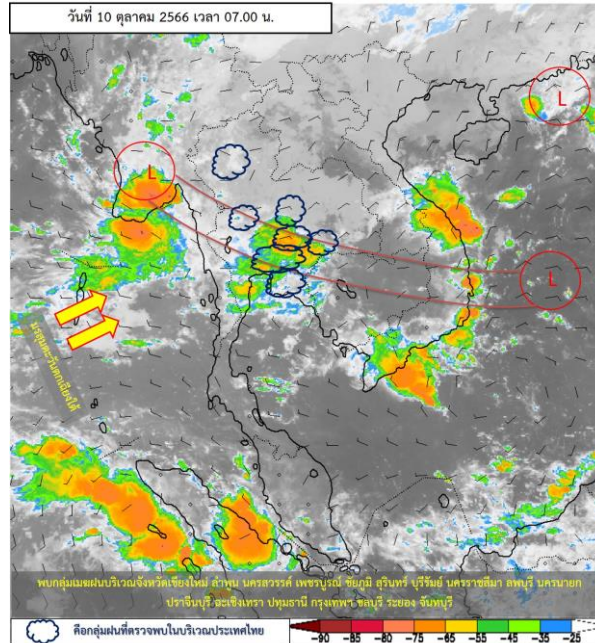 วันที่ 10 ตุลาคม 2566 เวลา 07.00 น.
L
L
L
มรสุมตะวันตกเฉียงใต้
พบกลุ่มเมฆฝนบริเวณจังหวัดเชียงใหม่ ลำพูน นครสวรรค์ เพชรบูรณ์ ชัยภูมิ สุรินทร์ บุรีรัมย์ นครราชสีมา ลพบุรี นครนายก
ปราจีนบุรี ฉะเชิงเทรา ปทุมธานี กรุงเทพฯ ชลบุรี ระยอง จันทบุรี
คือกลุ่มฝนที่ตรวจพบในบริเวณประเทศไทย
-90 -85 -80 -75 -65 -55 -45 -35 -25